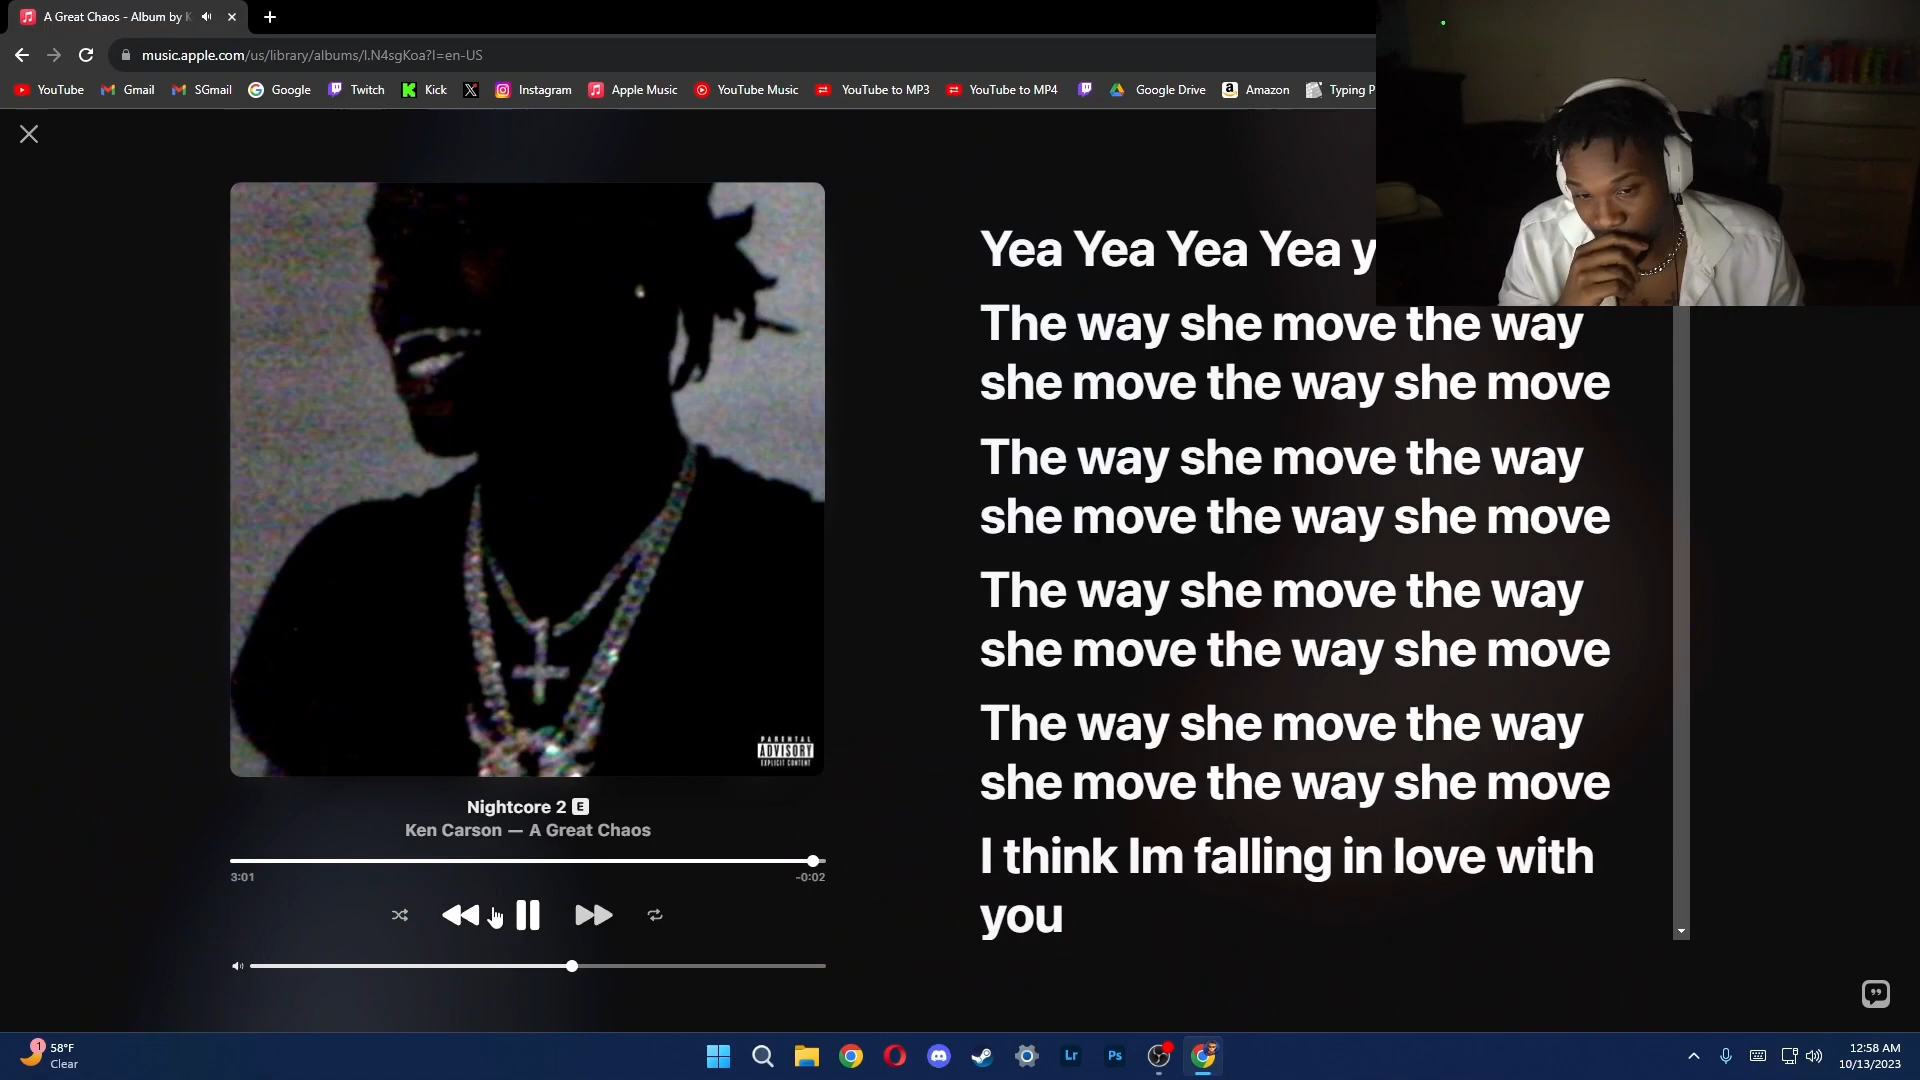 A Great Chaos - Album by K
music.apple.com/us/library/albums/l.N4sgKoa?l=en-US
YouTube Gmail SGmail Google Twitch Kick Instagram Apple Music YouTube Music YouTube to MP3 YouTube to MP4 Google Drive Amazon Typing P
Yea Yea Yea Yea y
The way she move the way
she move the way she move
The way she move the way
she move the way she move
The way she move the way
she move the way she move
The way she move the way
she move the way she move
I think Im falling in love with
you
PARENTAL
ADVISORY
EXPLICIT CONTENT
Nightcore 2 E
Ken Carson — A Great Chaos
3:01 -0:02
1 58°F
Clear
Lr Ps
12:58 AM
10/13/2023